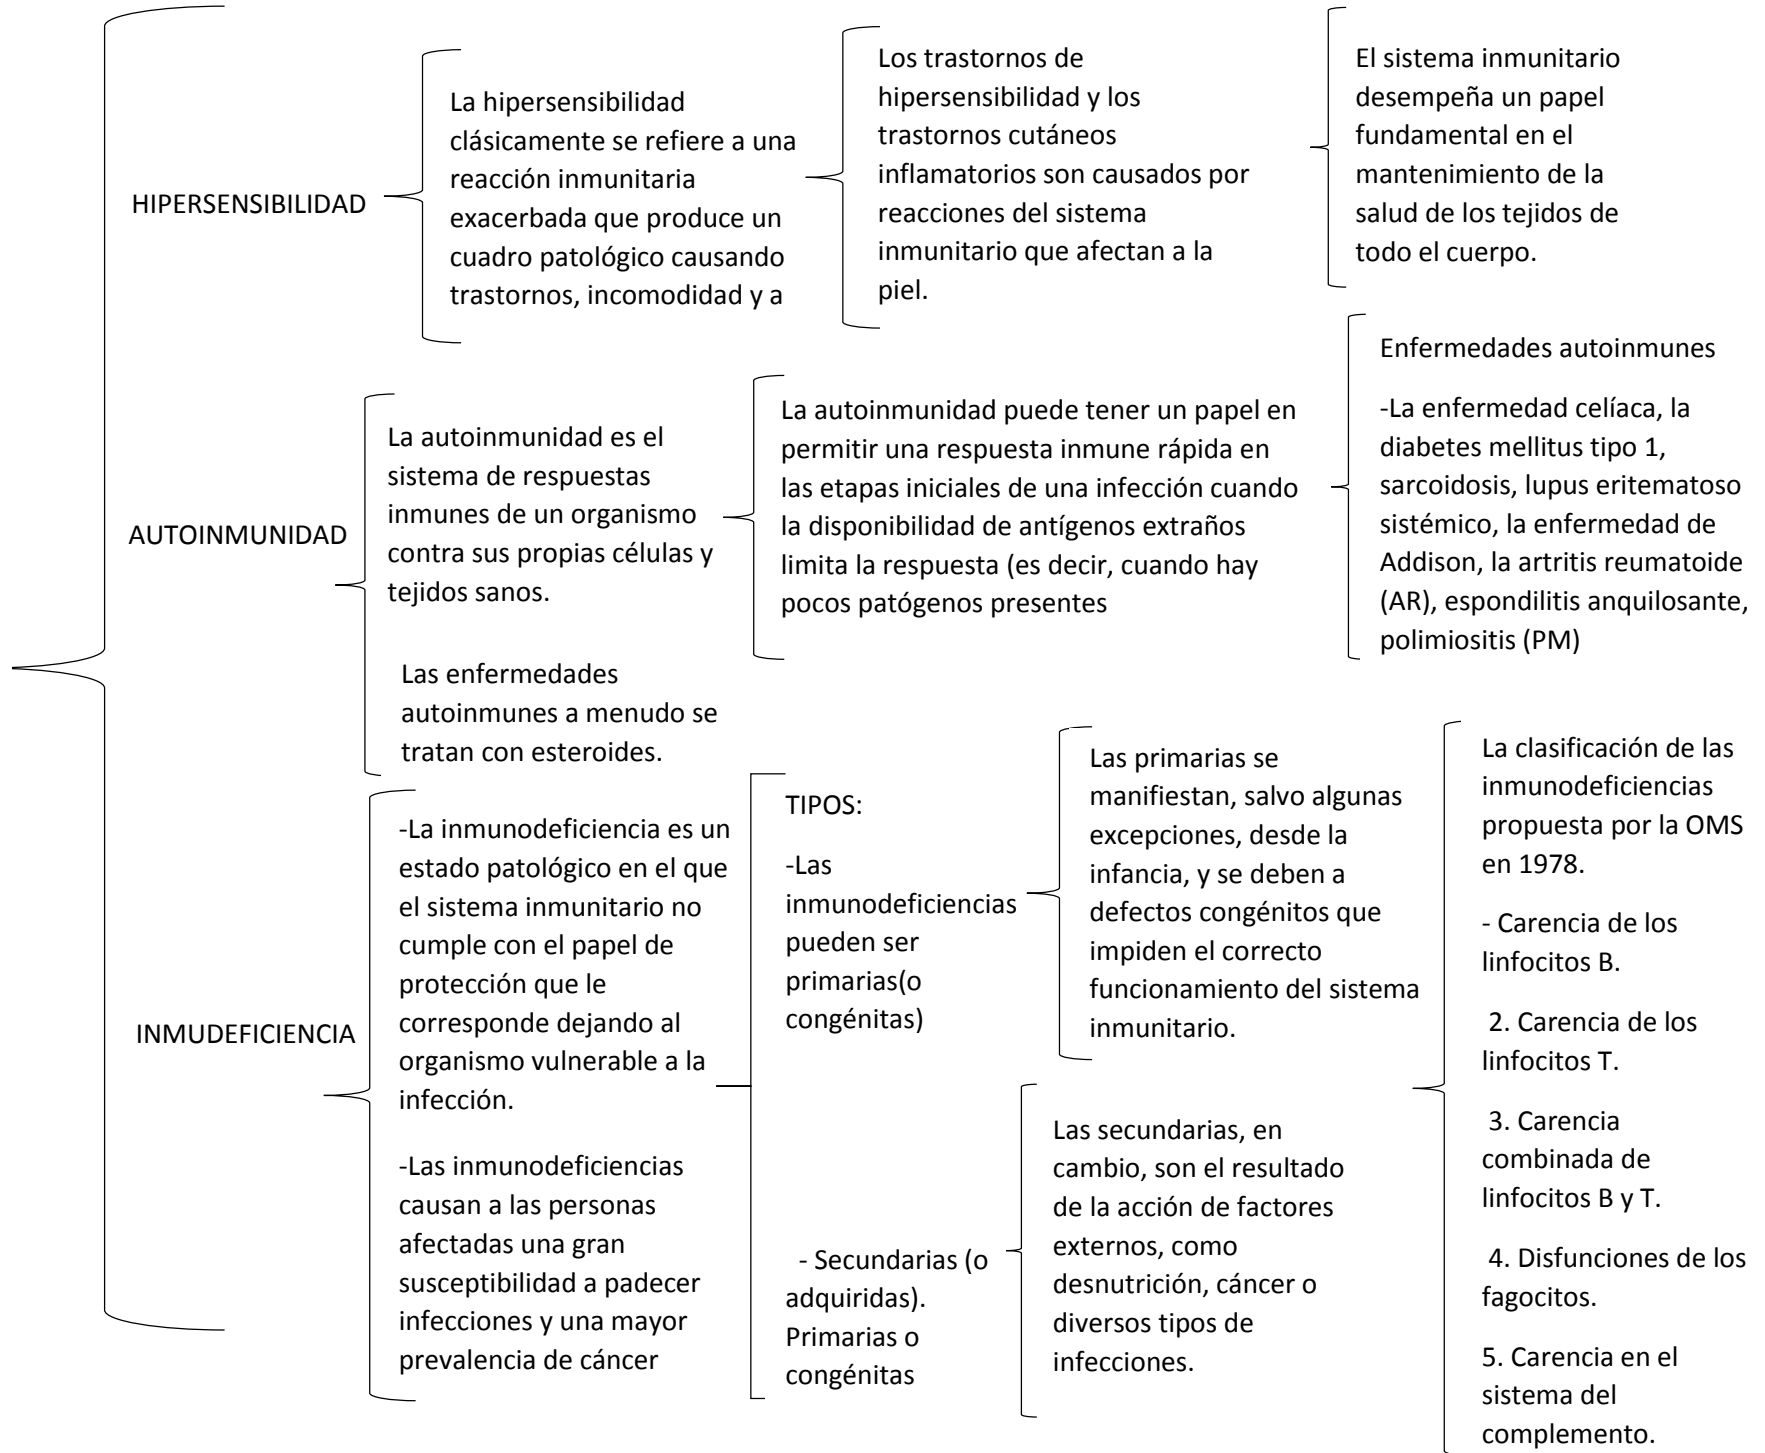 HIPERSENSIBILIDAD
La hipersensibilidad
clásicamente se refiere a una
reacción inmunitaria
exacerbada que produce un
cuadro patológico causando
trastornos, incomodidad y a
Los trastornos de
hipersensibilidad y los
trastornos cutáneos
inflamatorios son causados por
reacciones del sistema
inmunitario que afectan a la
piel.
El sistema inmunitario
desempeña un papel
fundamental en el
mantenimiento de la
salud de los tejidos de
todo el cuerpo.
AUTOINMUNIDAD
La autoinmunidad es el
sistema de respuestas
inmunes de un organismo
contra sus propias células y
tejidos sanos.
Las enfermedades
autoinmunes a menudo se
tratan con esteroides.
La autoinmunidad puede tener un papel en
permitir una respuesta inmune rápida en
las etapas iniciales de una infección cuando
la disponibilidad de antígenos extraños
limita la respuesta (es decir, cuando hay
pocos patógenos presentes
Enfermedades autoinmunes
-La enfermedad celíaca, la
diabetes mellitus tipo 1,
sarcoidosis, lupus eritematoso
sistémico, la enfermedad de
Addison, la artritis reumatoide
(AR), espondilitis anquilosante,
polimiositis (PM)
INMUDEFICIENCIA
-La inmunodeficiencia es un
estado patológico en el que
el sistema inmunitario no
cumple con el papel de
protección que le
corresponde dejando al
organismo vulnerable a la
infección.
-Las inmunodeficiencias
causan a las personas
afectadas una gran
susceptibilidad a padecer
infecciones y una mayor
prevalencia de cáncer
TIPOS:
-Las
inmunodeficiencias
pueden ser
primarias(o
congénitas)
- Secundarias (o
adquiridas).
Primarias o
congénitas
Las primarias se
manifiestan, salvo algunas
excepciones, desde la
infancia, y se deben a
defectos congénitos que
impiden el correcto
funcionamiento del sistema
inmunitario.
Las secundarias, en
cambio, son el resultado
de la acción de factores
externos, como
desnutrición, cáncer o
diversos tipos de
infecciones.
La clasificación de las
inmunodeficiencias
propuesta por la OMS
en 1978.
- Carencia de los
linfocitos B.
2. Carencia de los
linfocitos T.
3. Carencia
combinada de
linfocitos B y T.
4. Disfunciones de los
fagocitos.
5. Carencia en el
sistema del
complemento.